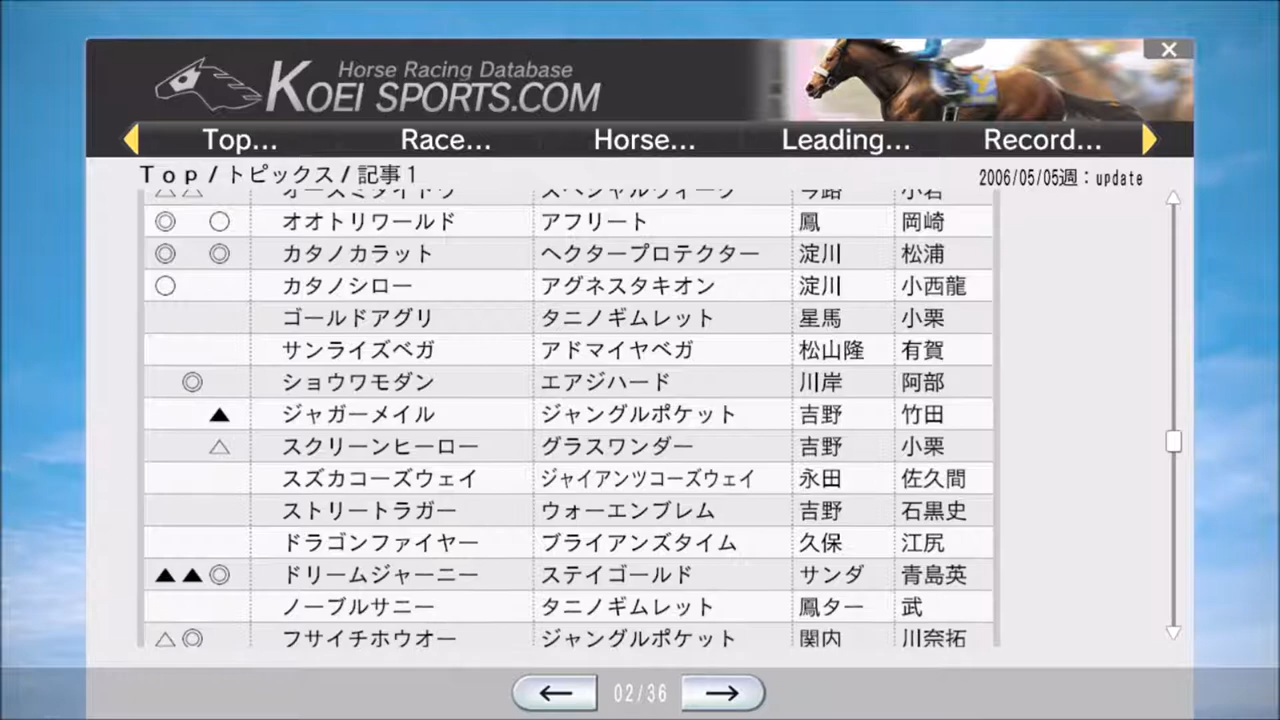 Horse Racing Database
KOEI SPORTS.COM
Top... Race... Horse... Leading... Record...
Top/トピックス/記事1 2006/05/05週：update
◎ ○ オオトリワールド アフリート 鳳 岡崎
◎ ◎ カタノカラット ヘクタープロテクター 淀川 松浦
○ カタノシロー アグネスタキオン 淀川 小西龍
ゴールドアグリ タニノギムレット 星馬 小栗
サンライズベガ アドマイヤベガ 松山隆 有賀
◎ ショウワモダン エアジハード 川岸 阿部
▲ ジャガーメイル ジャングルポケット 吉野 竹田
△ スクリーンヒーロー グラスワンダー 吉野 小栗
スズカコーズウェイ ジャイアンツコーズウェイ 永田 佐久間
ストリートラガー ウォーエンブレム 吉野 石黒史
ドラゴンファイヤー ブライアンズタイム 久保 江尻
▲▲◎ ドリームジャーニー ステイゴールド サンダ 青島英
ノーブルサニー タニノギムレット 鳳ター 武
△◎ フサイチホウオー ジャングルポケット 関内 川奈拓
← 02/36 →